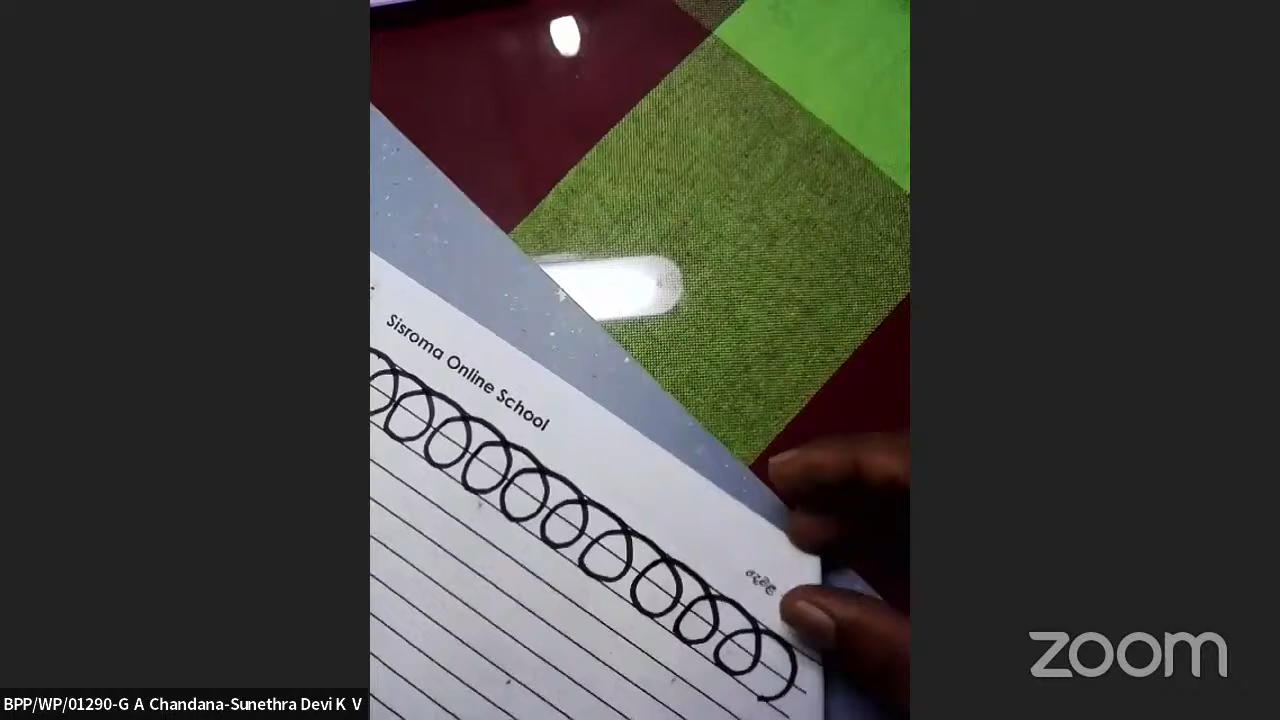 Sisroma Online School
BPP/WP/01290-G A Chandana-Sunethra Devi K V
zoom